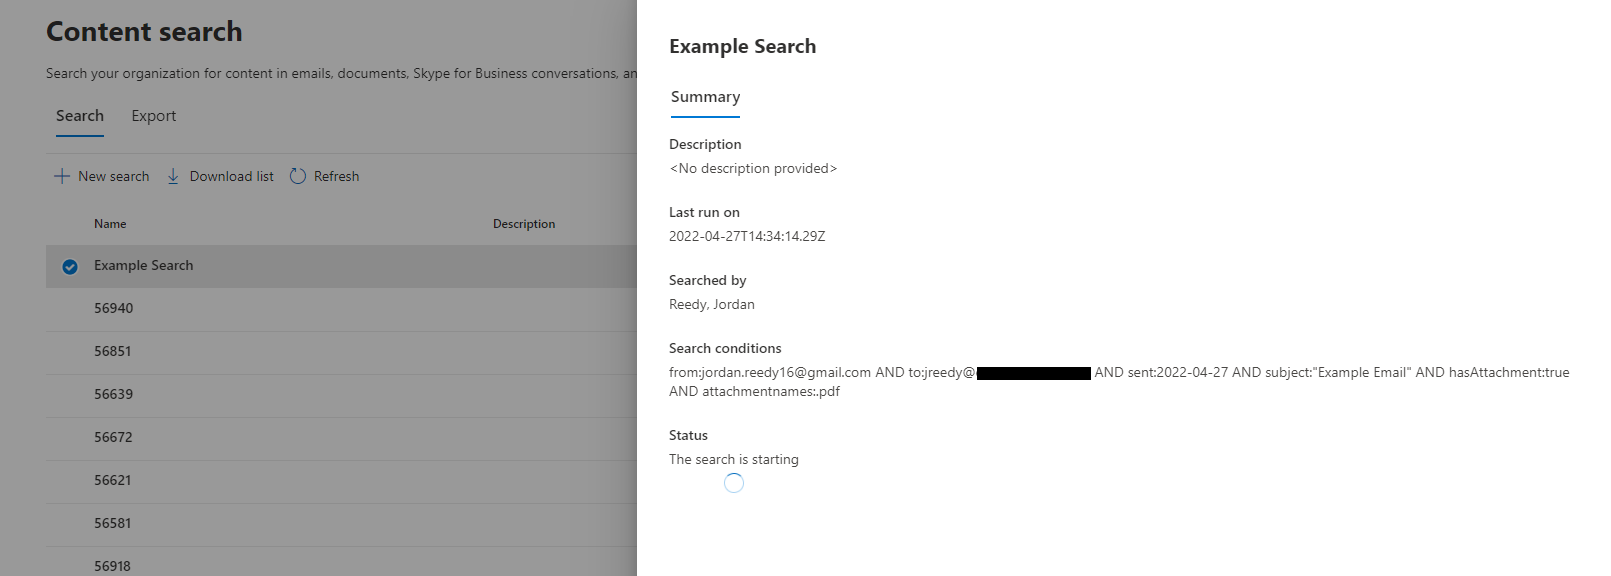 Content search
Search your organization for content in emails, documents, Skype for Business conversations, an
Search Export
New search Download list Refresh
Name Description
Example Search
56940
56851
56639
56672
56621
56581
56918
Example Search
Summary
Description
<No description provided>
Last run on
2022-04-27T14:34:14.29Z
Searched by
Reedy, Jordan
Search conditions
from:jordan.reedy16@gmail.com AND to:jreedy@ AND sent:2022-04-27 AND subject:"Example Email" AND hasAttachment:true
AND attachmentnames:.pdf
Status
The search is starting